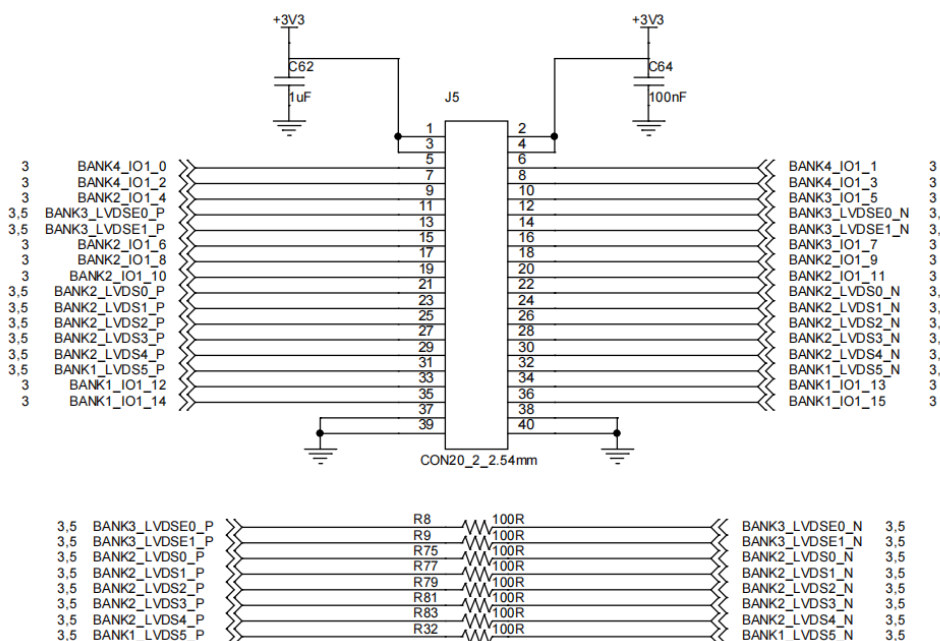 +3V3 +3V3
C62 C64
1uF J5 100nF
1 2
3 4
3 BANK4_IO1_0 5 6 BANK4_IO1_1 3
3 BANK4_IO1_2 7 8 BANK4_IO1_3 3
3 BANK2_IO1_4 9 10 BANK3_IO1_5 3
3,5 BANK3_LVDSE0_P 11 12 BANK3_LVDSE0_N 3,
3,5 BANK3_LVDSE1_P 13 14 BANK3_LVDSE1_N 3,
3 BANK2_IO1_6 15 16 BANK3_IO1_7 3
3 BANK2_IO1_8 17 18 BANK2_IO1_9 3
3 BANK2_IO1_10 19 20 BANK2_IO1_11 3
3,5 BANK2_LVDS0_P 21 22 BANK2_LVDS0_N 3,
3,5 BANK2_LVDS1_P 23 24 BANK2_LVDS1_N 3,
3,5 BANK2_LVDS2_P 25 26 BANK2_LVDS2_N 3,
3,5 BANK2_LVDS3_P 27 28 BANK2_LVDS3_N 3,
3,5 BANK2_LVDS4_P 29 30 BANK2_LVDS4_N 3,
3,5 BANK1_LVDS5_P 31 32 BANK1_LVDS5_N 3,
3 BANK1_IO1_12 33 34 BANK1_IO1_13 3
3 BANK1_IO1_14 35 36 BANK1_IO1_15 3
37 38
39 40
CON20_2_2.54mm
3,5 BANK3_LVDSE0_P R8 100R BANK3_LVDSE0_N 3,5
3,5 BANK3_LVDSE1_P R9 100R BANK3_LVDSE1_N 3,5
3,5 BANK2_LVDS0_P R75 100R BANK2_LVDS0_N 3,5
3,5 BANK2_LVDS1_P R77 100R BANK2_LVDS1_N 3,5
3,5 BANK2_LVDS2_P R79 100R BANK2_LVDS2_N 3,5
3,5 BANK2_LVDS3_P R81 100R BANK2_LVDS3_N 3,5
3,5 BANK2_LVDS4_P R83 100R BANK2_LVDS4_N 3,5
3,5 BANK1_LVDS5_P R32 100R BANK1_LVDS5_N 3,5